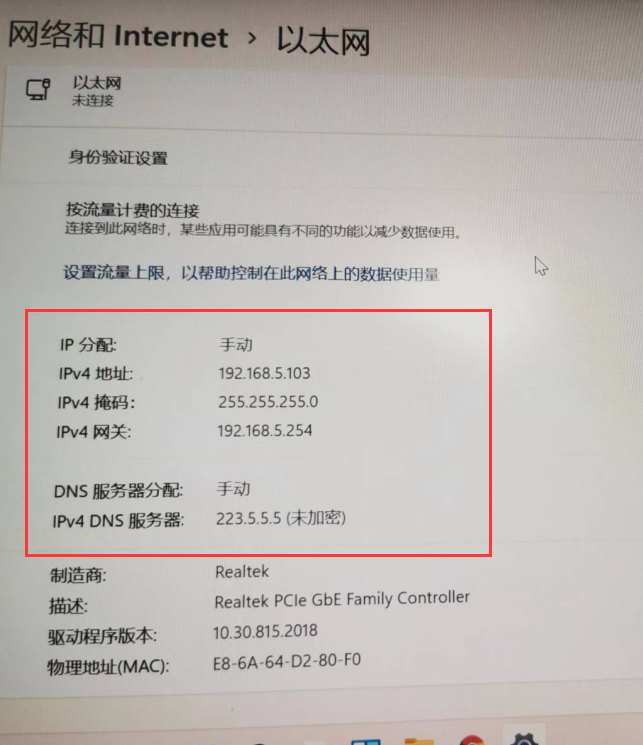 网络和 Internet › 以太网
以太网
未连接
身份验证设置
按流量计费的连接
连接到此网络时，某些应用可能具有不同的功能以减少数据使用。
设置流量上限，以帮助控制在此网络上的数据使用量
IP 分配: 手动
IPv4 地址: 192.168.5.103
IPv4 掩码: 255.255.255.0
IPv4 网关: 192.168.5.254
DNS 服务器分配: 手动
IPv4 DNS 服务器: 223.5.5.5 (未加密)
制造商: Realtek
描述: Realtek PCIe GbE Family Controller
驱动程序版本: 10.30.815.2018
物理地址(MAC): E8-6A-64-D2-80-F0